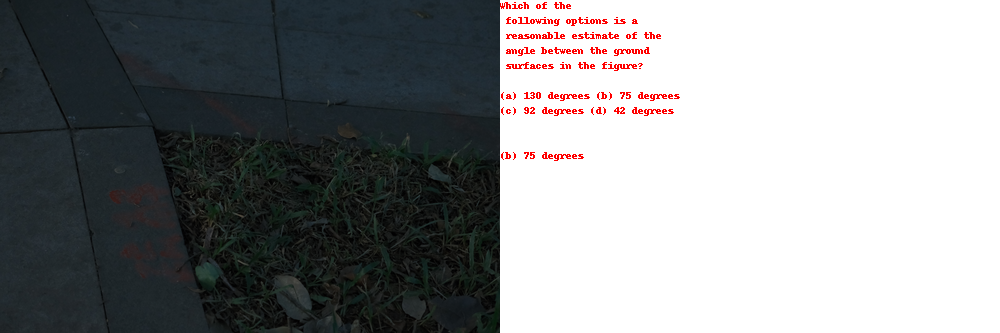 Which of the
following options is a
reasonable estimate of the
angle between the ground
surfaces in the figure?
(a) 130 degrees (b) 75 degrees
(c) 92 degrees (d) 42 degrees
(b) 75 degrees